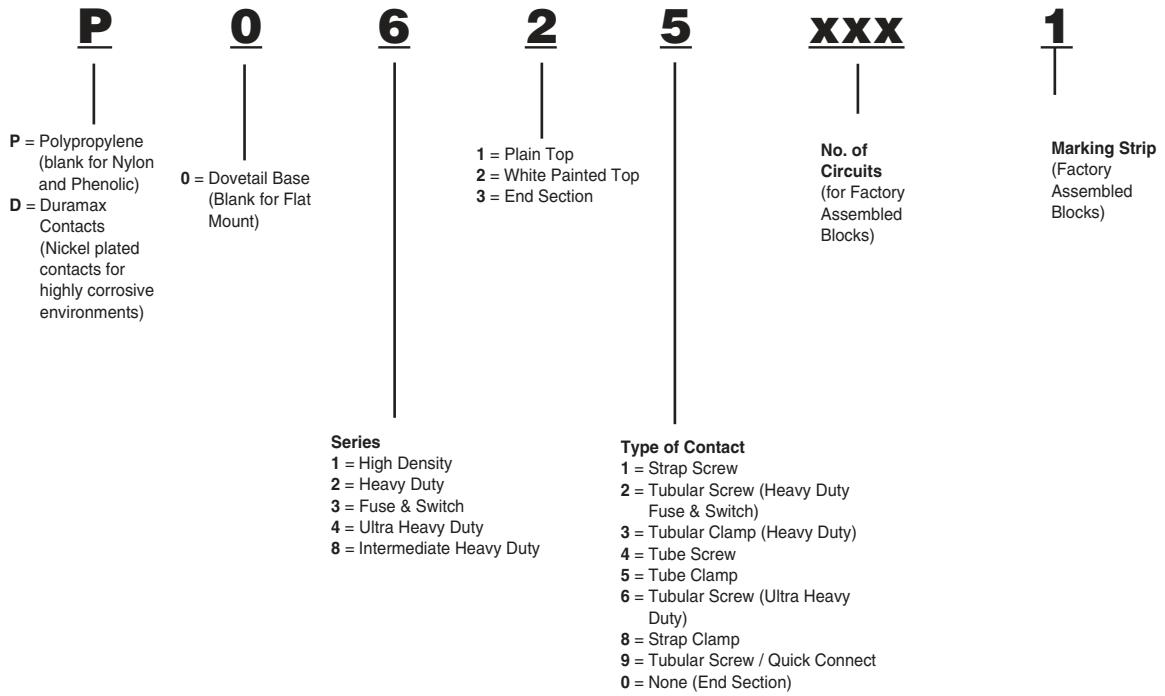 P 0 6 2 5 xxx 1
P = Polypropylene
(blank for Nylon
and Phenolic)
D = Duramax
Contacts
(Nickel plated
contacts for
highly corrosive
environments)
0 = Dovetail Base
(Blank for Flat
Mount)
1 = Plain Top
2 = White Painted Top
3 = End Section
No. of
Circuits
(for Factory
Assembled
Blocks)
Marking Strip
(Factory
Assembled
Blocks)
Series
1 = High Density
2 = Heavy Duty
3 = Fuse & Switch
4 = Ultra Heavy Duty
8 = Intermediate Heavy Duty
Type of Contact
1 = Strap Screw
2 = Tubular Screw (Heavy Duty
Fuse & Switch)
3 = Tubular Clamp (Heavy Duty)
4 = Tube Screw
5 = Tube Clamp
6 = Tubular Screw (Ultra Heavy
Duty)
8 = Strap Clamp
9 = Tubular Screw / Quick Connect
0 = None (End Section)